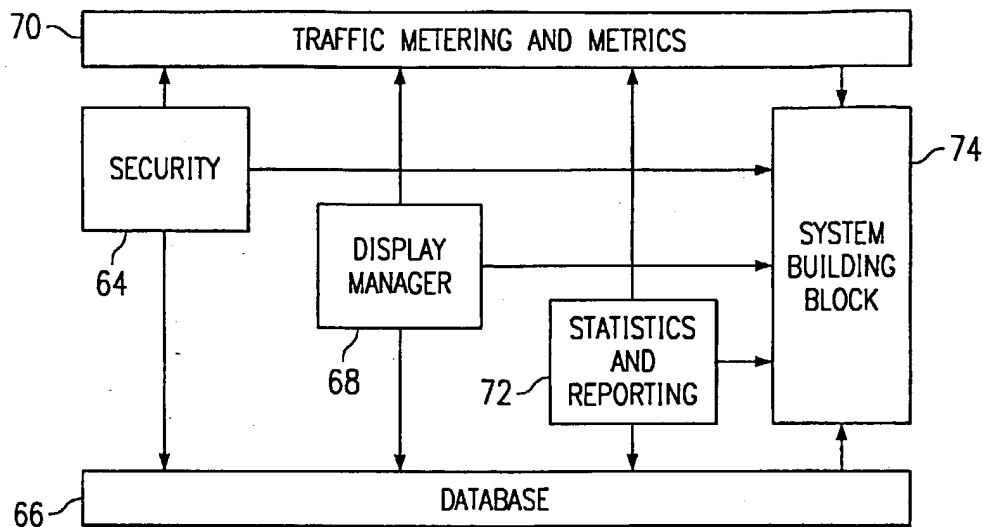 70
TRAFFIC METERING AND METRICS
SECURITY
64
DISPLAY
MANAGER
68
STATISTICS
AND
REPORTING
72
SYSTEM
BUILDING
BLOCK
74
DATABASE
66